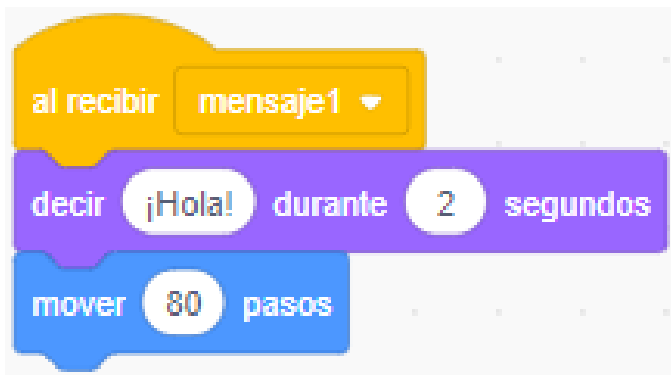 al recibir mensaje1
decir ¡Hola! durante 2 segundos
mover 80 pasos